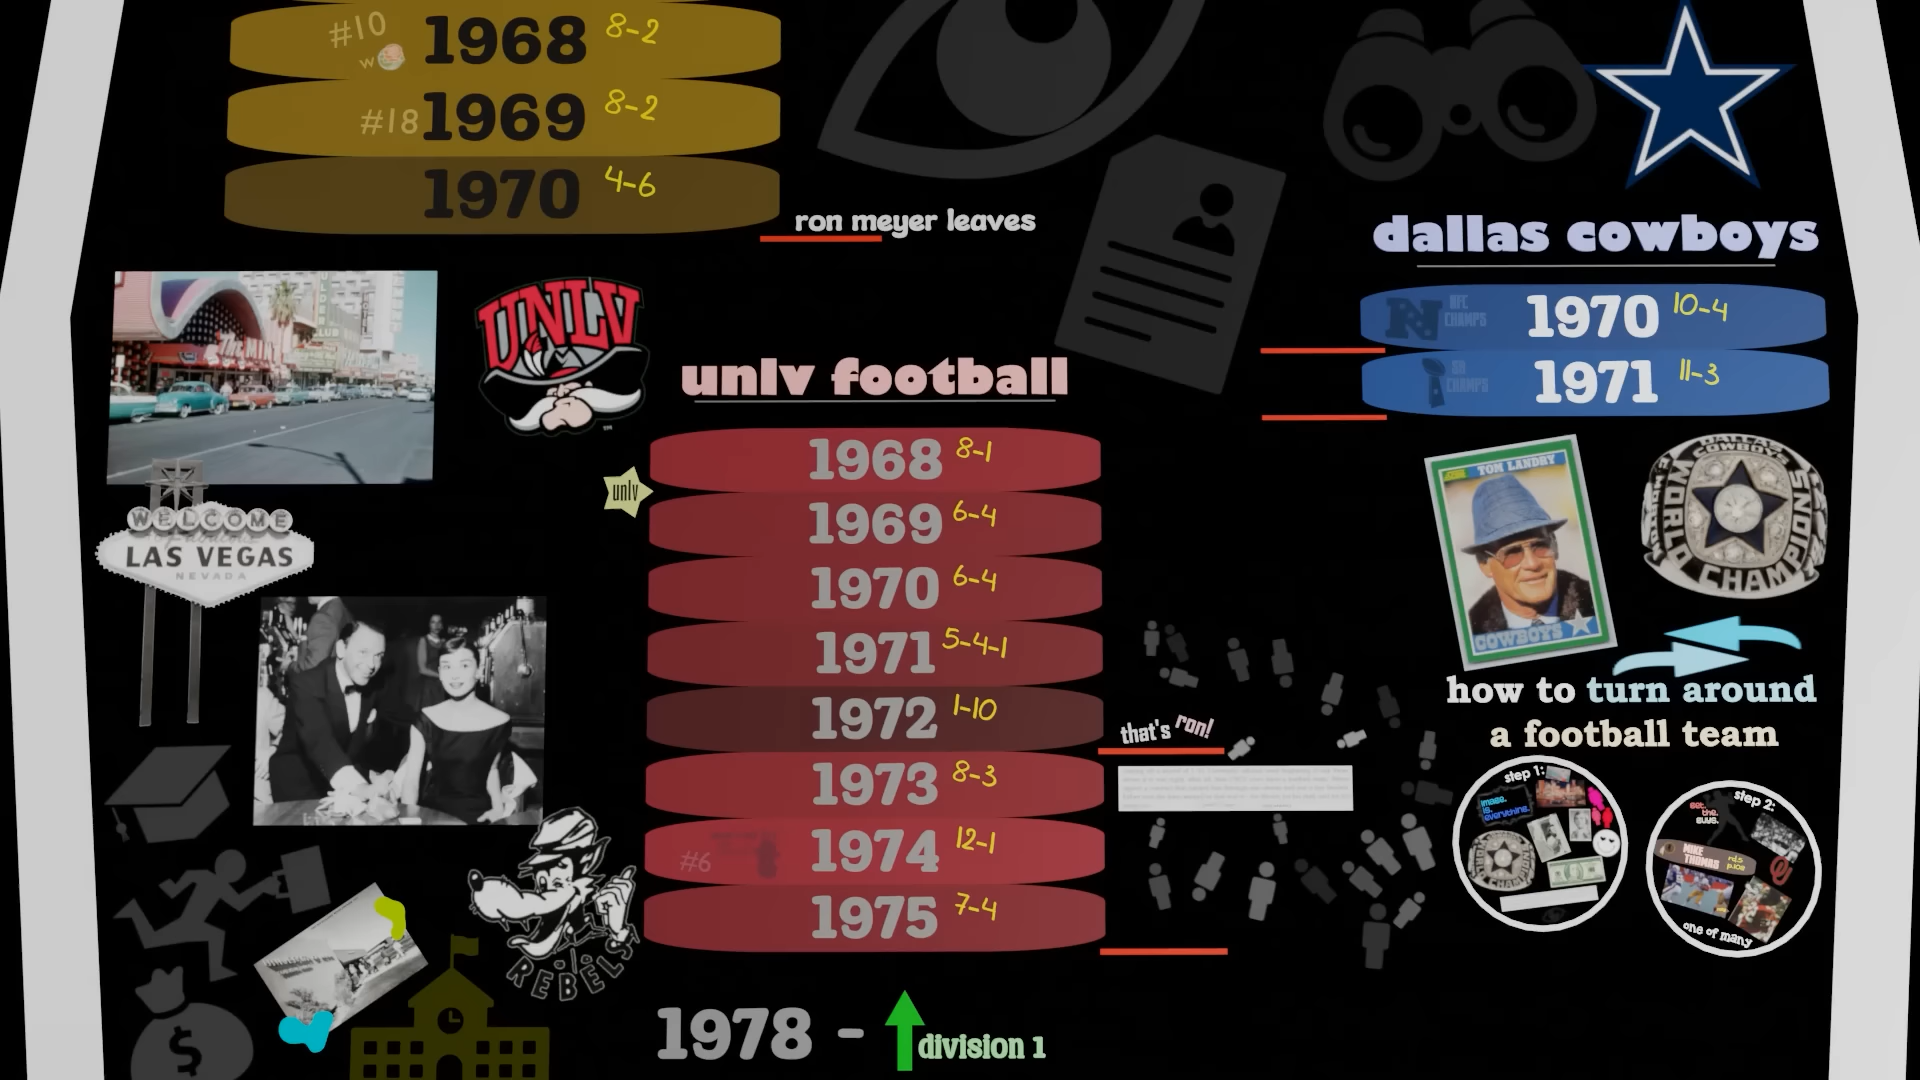 #10
w
1968 8-2
#18 1969 8-2
1970 4-6
ron meyer leaves
UNLV
TM
unlv football
unlv
1968 8-1
1969 6-4
1970 6-4
1971 5-4-1
1972 1-10
that's ron!
1973 8-3
#6 1974 12-1
1975 7-4
1978 - division 1
WELCOME
LAS VEGAS
NEVADA
REBELS
dallas cowboys
NFC
CHAMPS
1970 10-4
SB
CHAMPS
1971 11-3
TOM LANDRY
COWBOYS
DALLAS
COWBOYS
WORLD CHAMPIONS
how to turn around
a football team
step 1:
image.
is.
everything.
step 2:
get.
the.
guys.
MIKE
THOMAS
one of many